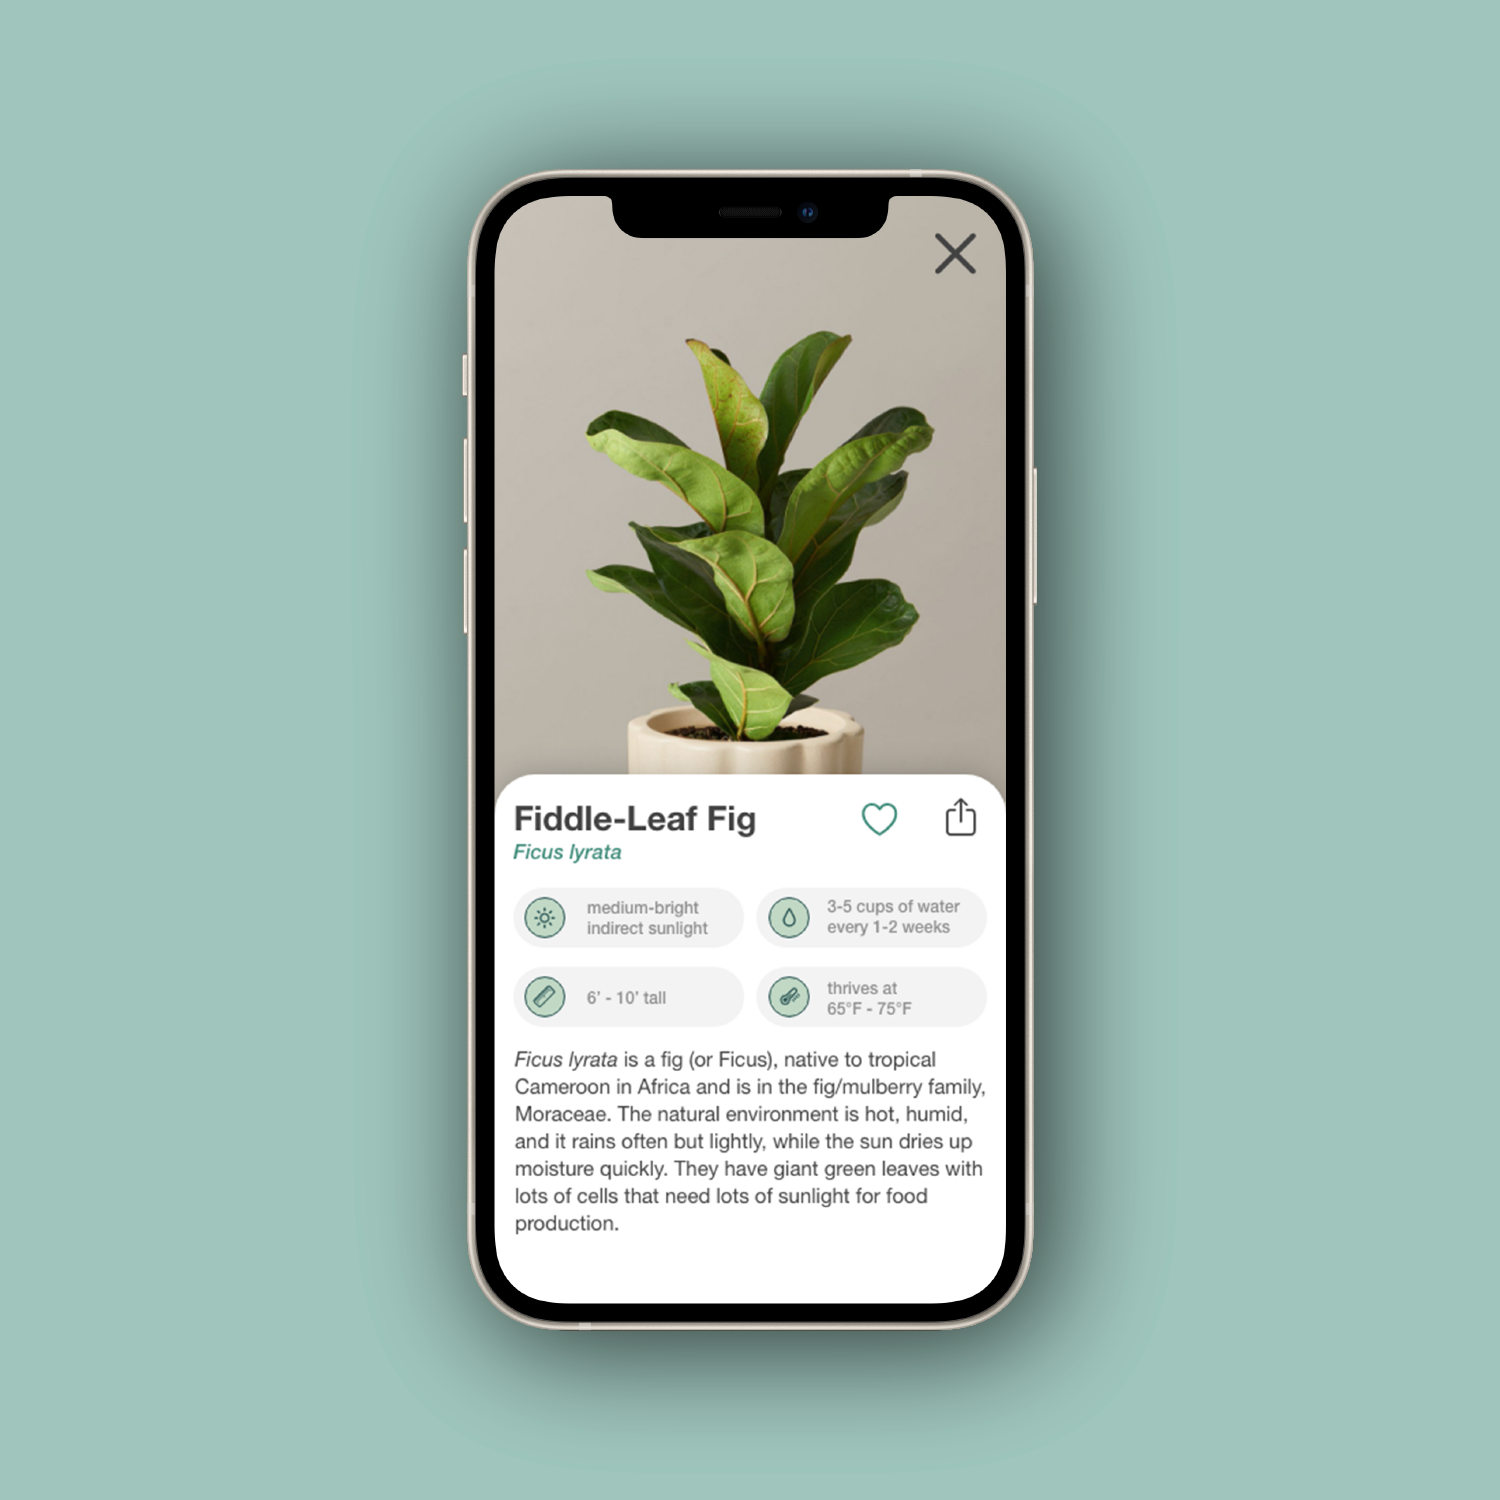 Fiddle-Leaf Fig
Ficus lyrata
medium-bright
indirect sunlight
3-5 cups of water
every 1-2 weeks
6' - 10' tall
thrives at
65°F - 75°F
Ficus lyrata is a fig (or Ficus), native to tropical
Cameroon in Africa and is in the fig/mulberry family,
Moraceae. The natural environment is hot, humid,
and it rains often but lightly, while the sun dries up
moisture quickly. They have giant green leaves with
lots of cells that need lots of sunlight for food
production.